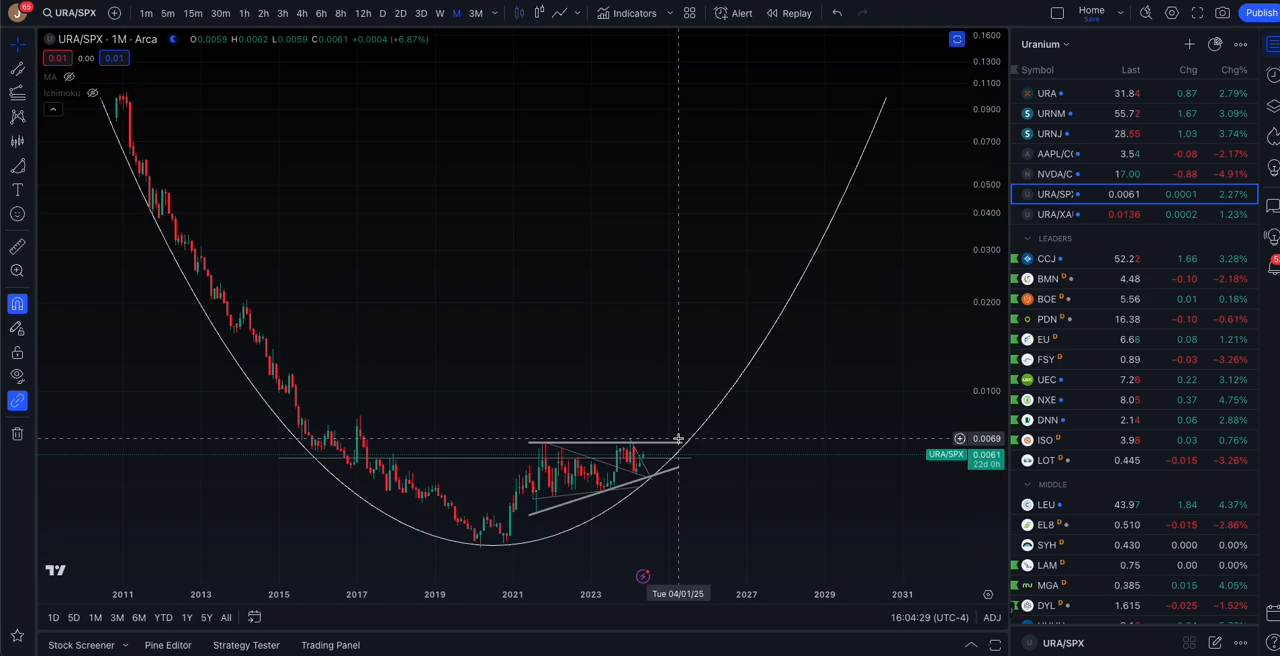 J 65 URA/SPX 1m 5m 15m 30m 1h 2h 3h 4h 6h 8h 12h D 2D 3D W M 3M Indicators Alert Replay Home Save Publish
URA/SPX · 1M · Arca O0.0059 H0.0062 L0.0059 C0.0061 +0.0004 (+6.87%)
0.01 0.00 0.01
MA
Ichimoku
0.1600
0.1300
0.1100
0.0900
0.0700
0.0500
0.0400
0.0300
0.0200
0.0100
0.0069
URA/SPX 0.0061
22d 0h
2011 2013 2015 2017 2019 2021 2023 Tue 04/01/25 2027 2029 2031
1D 5D 1M 3M 6M YTD 1Y 5Y All 16:04:29 (UTC-4) ADJ
Stock Screener Pine Editor Strategy Tester Trading Panel
Uranium
Symbol Last Chg Chg%
URA 31.84 0.87 2.79%
S URNM 55.72 1.67 3.09%
S URNJ 28.55 1.03 3.74%
A AAPL/C( 3.54 −0.08 −2.17%
N NVDA/C 17.00 −0.88 −4.91%
U URA/SP 0.0061 0.0001 2.27%
U URA/XA 0.0136 0.0002 1.23%
LEADERS
CCJ 52.22 1.66 3.28%
BMN D 4.48 −0.10 −2.18%
BOE D 5.56 0.01 0.18%
PDN D 16.38 −0.10 −0.61%
EU D 6.68 0.08 1.21%
FSY D 0.89 −0.03 −3.26%
UEC 7.26 0.22 3.12%
NXE 8.05 0.37 4.75%
DNN 2.14 0.06 2.88%
ISO D 3.98 0.03 0.76%
LOT D 0.445 −0.015 −3.26%
MIDDLE
LEU 43.97 1.84 4.37%
EL8 D 0.510 −0.015 −2.86%
SYH D 0.430 0.000 0.00%
LAM D 0.75 0.00 0.00%
MGA D 0.385 0.015 4.05%
DYL D 1.615 −0.025 −1.52%
U URA/SPX